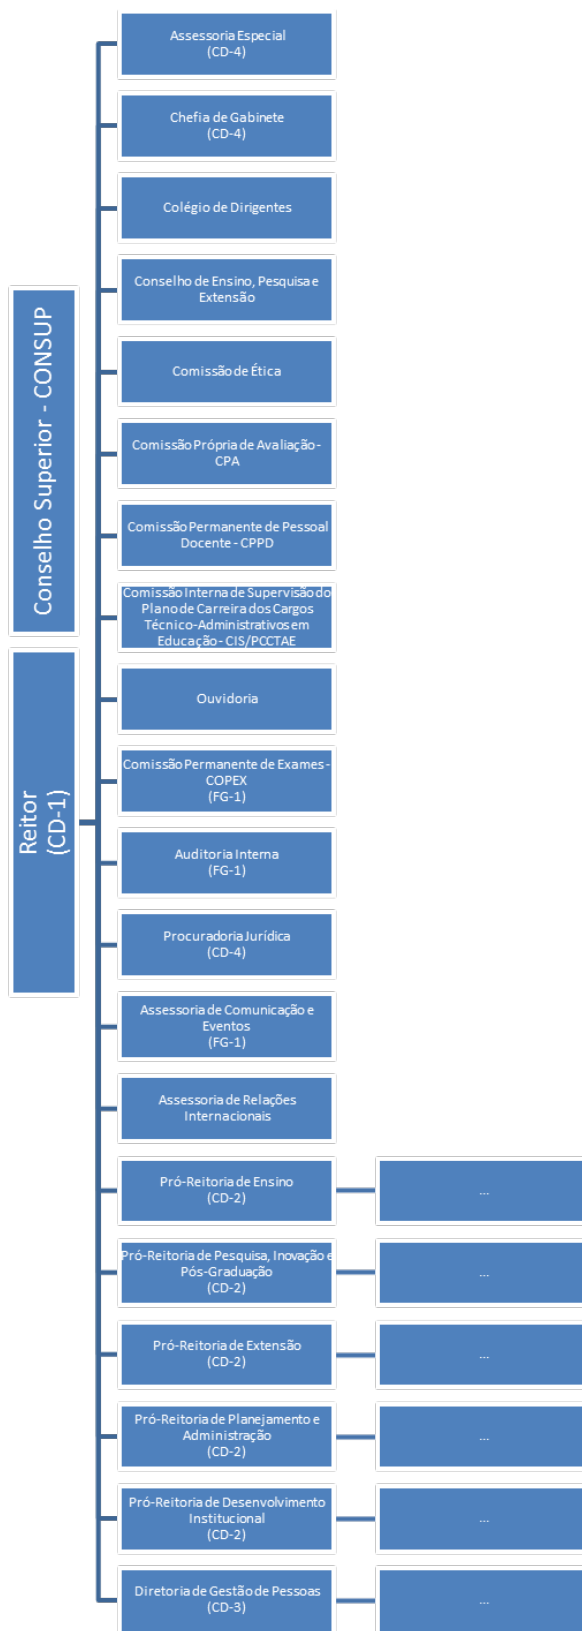 Conselho Superior - CONSUP
Reitor
(CD-1)
Assessoria Especial
(CD-4)
Chefia de Gabinete
(CD-4)
Colégio de Dirigentes
Conselho de Ensino, Pesquisa e
Extensão
Comissão de Ética
Comissão Própria de Avaliação -
CPA
Comissão Permanente de Pessoal
Docente - CPPD
Comissão Interna de Supervisão do
Plano de Carreira dos Cargos
Técnico-Administrativos em
Educação - CIS/PCCTAE
Ouvidoria
Comissão Permanente de Exames -
COPEX
(FG-1)
Auditoria Interna
(FG-1)
Procuradoria Jurídica
(CD-4)
Assessoria de Comunicação e
Eventos
(FG-1)
Assessoria de Relações
Internacionais
Pró-Reitoria de Ensino
(CD-2)
...
Pró-Reitoria de Pesquisa, Inovação e
Pós-Graduação
(CD-2)
...
Pró-Reitoria de Extensão
(CD-2)
...
Pró-Reitoria de Planejamento e
Administração
(CD-2)
...
Pró-Reitoria de Desenvolvimento
Institucional
(CD-2)
...
Diretoria de Gestão de Pessoas
(CD-3)
...